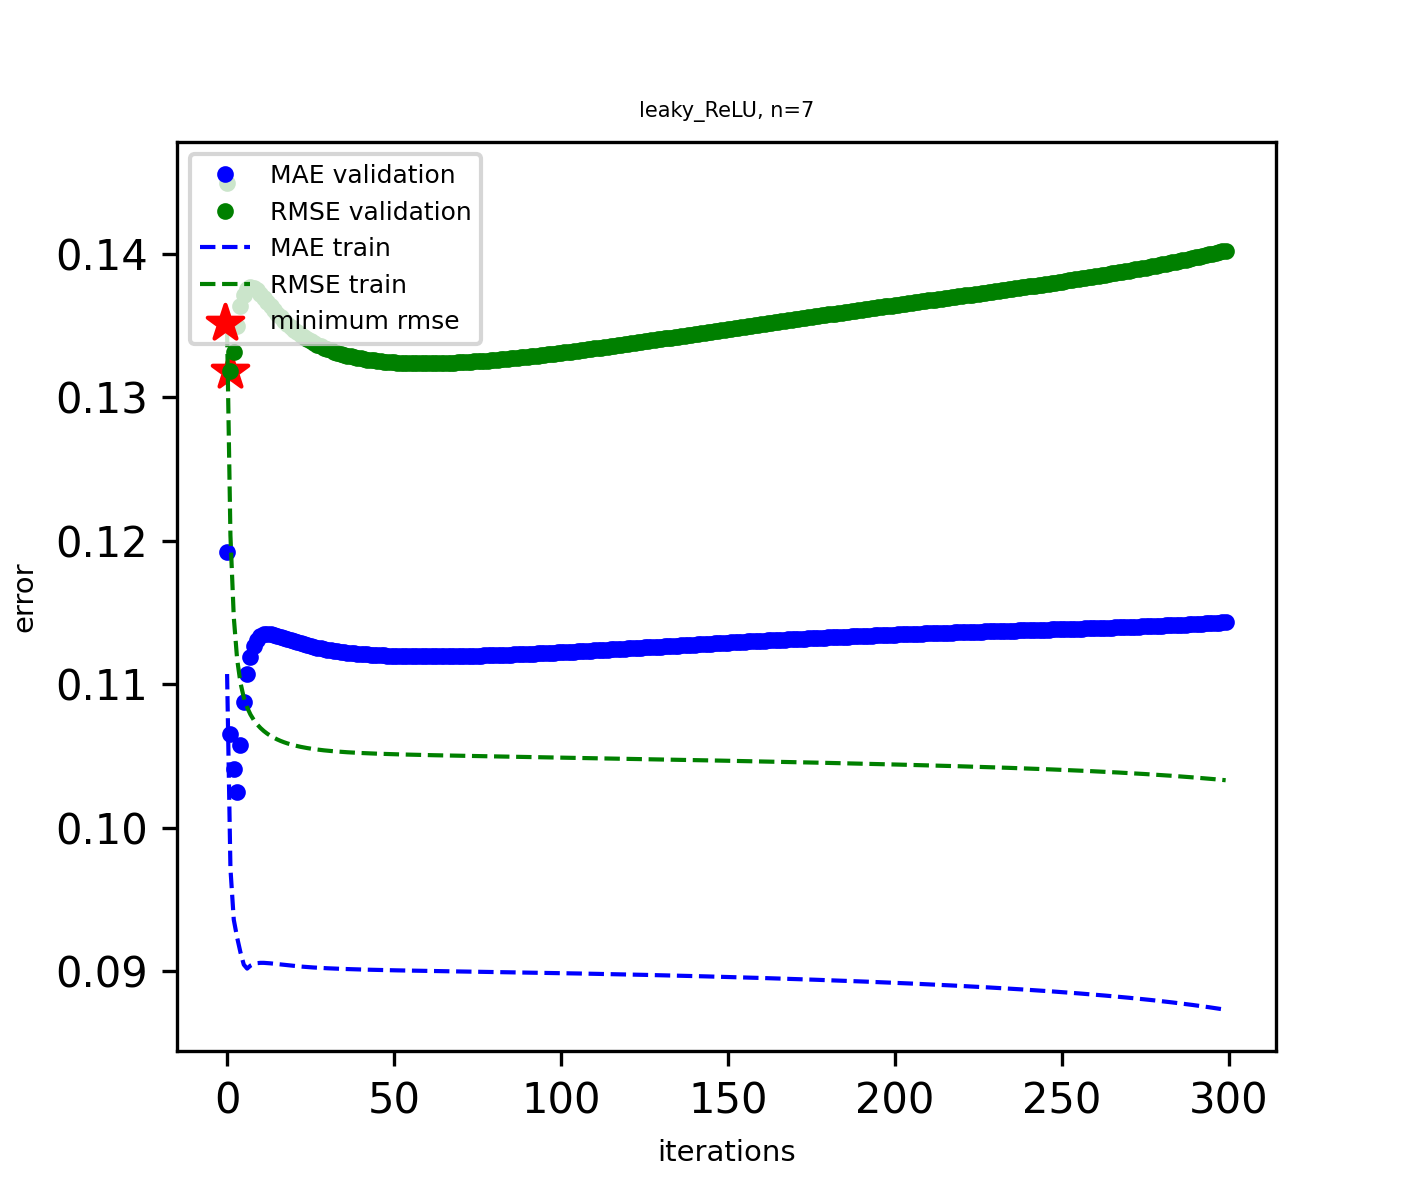 leaky_ReLU, n=7
MAE validation
RMSE validation
MAE train
RMSE train
minimum rmse
0.14
0.13
0.12
0.11
0.10
0.09
error
0 50 100 150 200 250 300
iterations